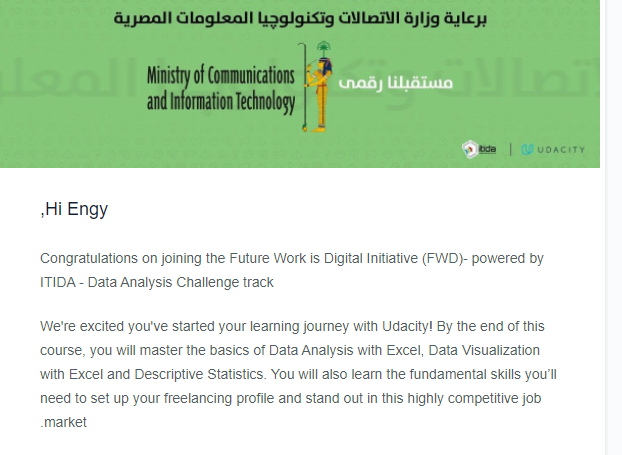 برعاية وزارة الاتصالات وتكنولوچيا المعلومات المصرية
Ministry of Communications
and Information Technology
مستقبلنا رقمى
itida | UDACITY
,Hi Engy
Congratulations on joining the Future Work is Digital Initiative (FWD)- powered by
ITIDA - Data Analysis Challenge track
We're excited you've started your learning journey with Udacity! By the end of this
course, you will master the basics of Data Analysis with Excel, Data Visualization
with Excel and Descriptive Statistics. You will also learn the fundamental skills you'll
need to set up your freelancing profile and stand out in this highly competitive job
.market